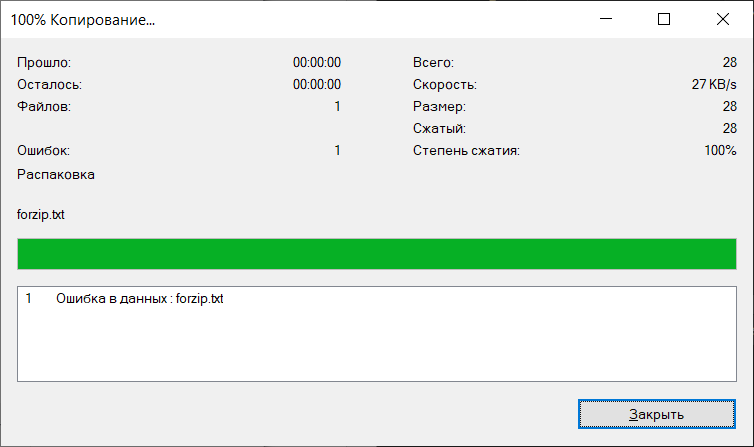 100% Копирование...
Прошло: 00:00:00 Всего: 28
Осталось: 00:00:00 Скорость: 27 KB/s
Файлов: 1 Размер: 28
Сжатый: 28
Ошибок: 1 Степень сжатия: 100%
Распаковка
forzip.txt
1 Ошибка в данных : forzip.txt
Закрыть